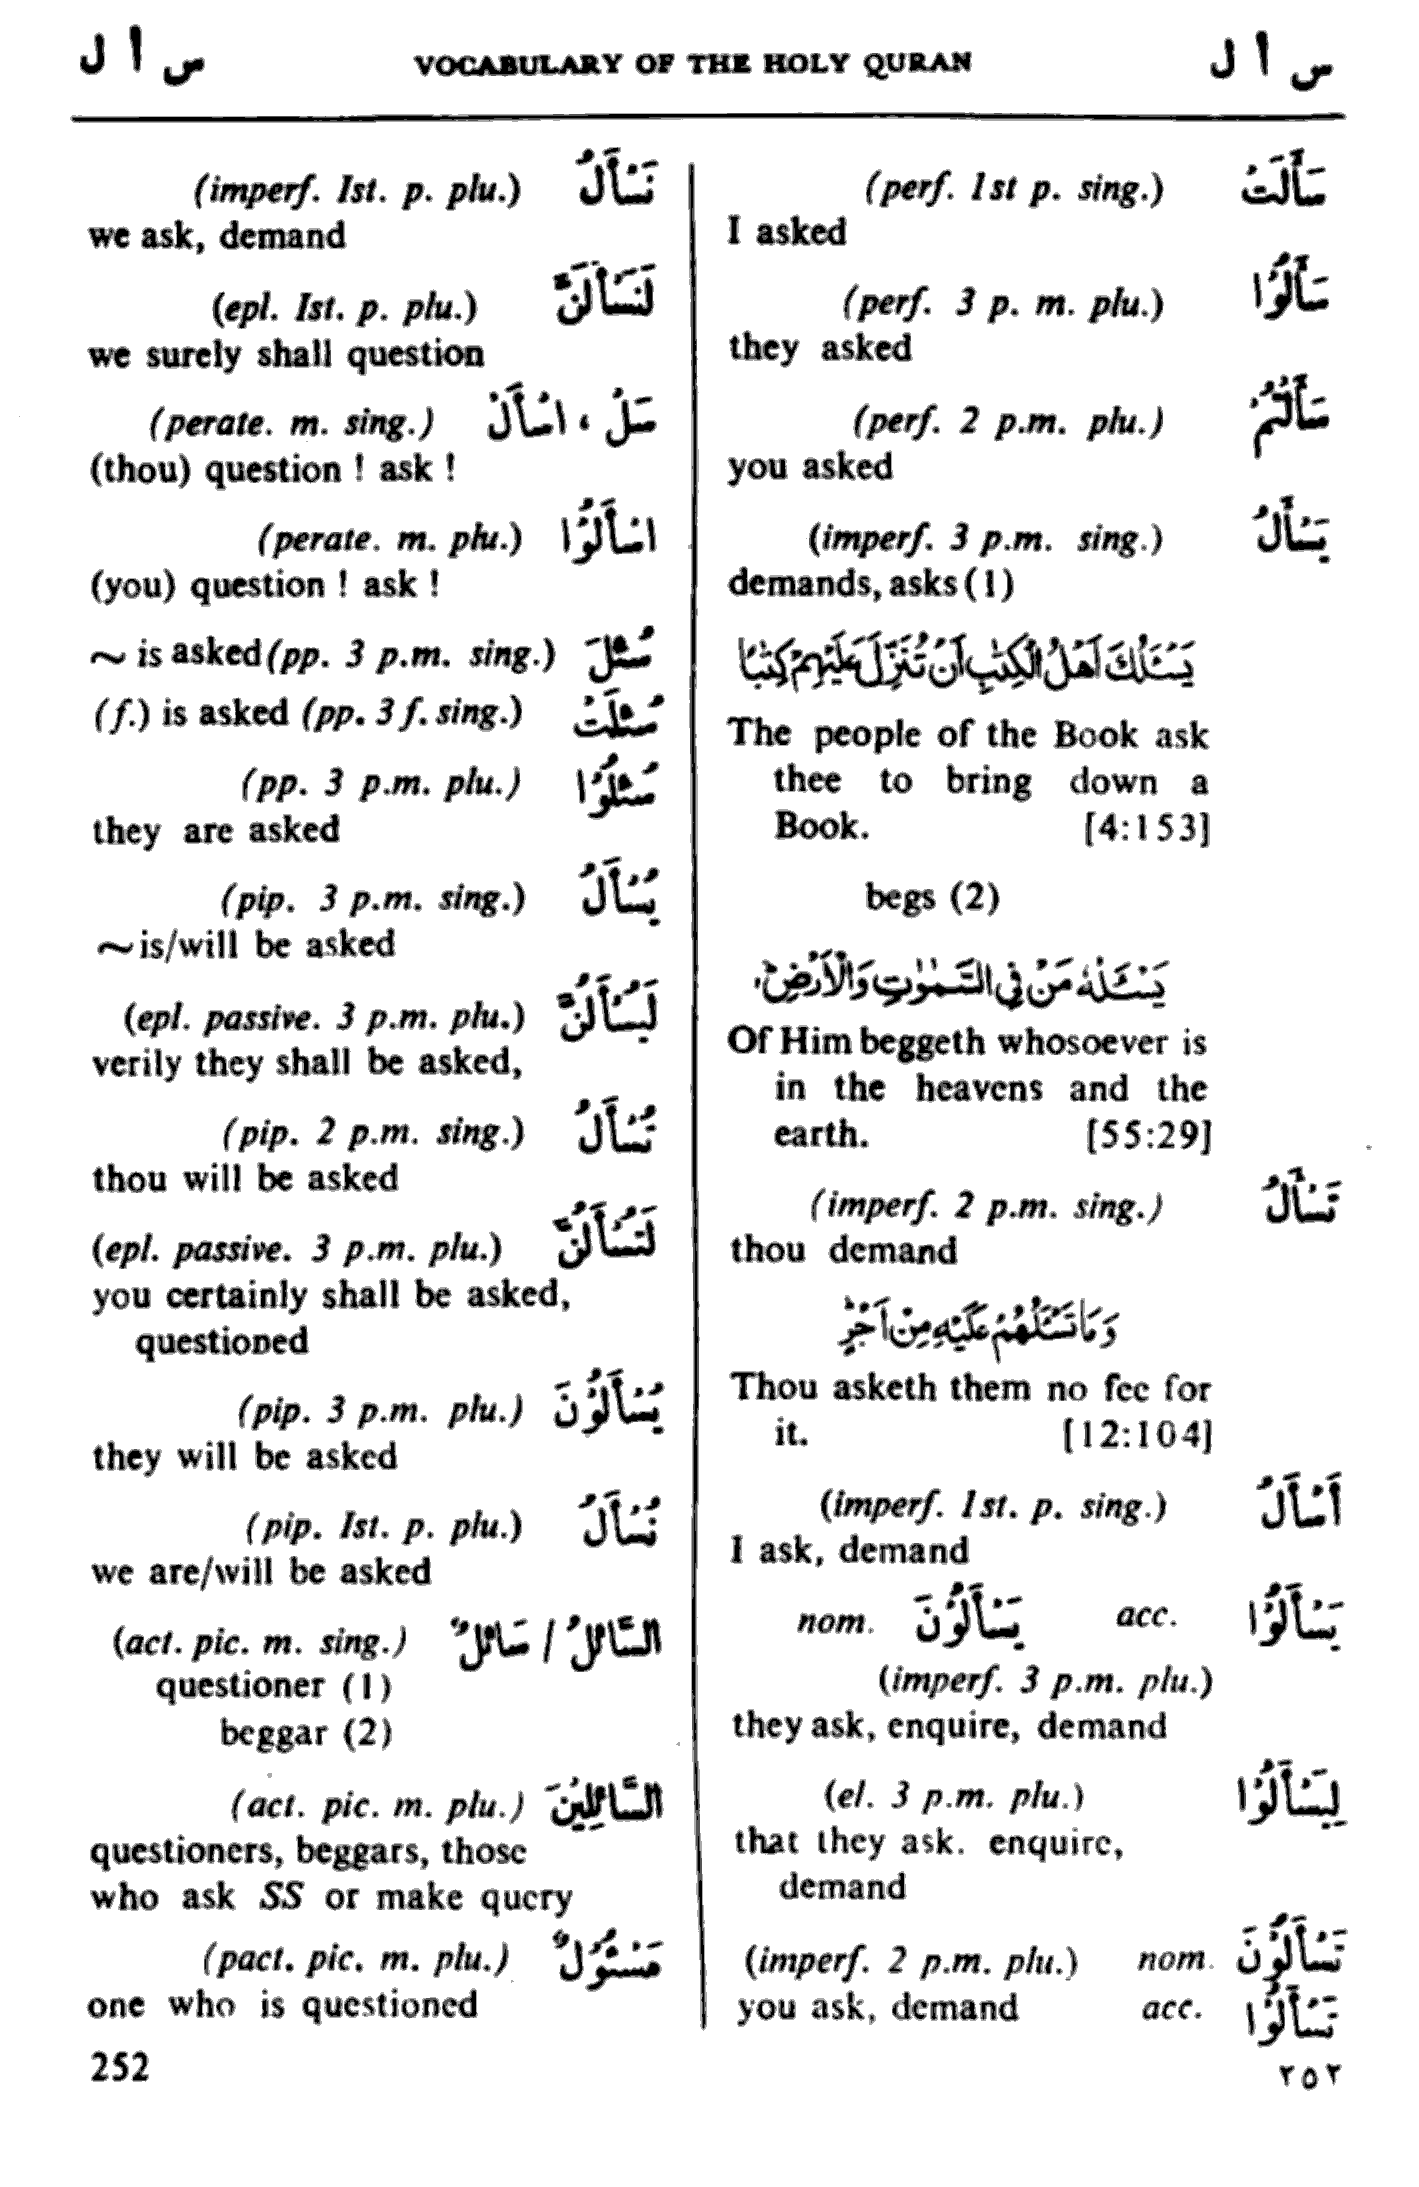 س ا ل VOCABULARY OF THE HOLY QURAN س ا ل
(perf. 1st p. sing.) سَأَلْتُ
I asked
(perf. 3 p. m. plu.) سَأَلُوْا
they asked
(perf. 2 p.m. plu.) سَأَلْتُمْ
you asked
(imperf. 3 p.m. sing.) يَسْأَلُ
demands, asks (1)
يَسْـَٔلُكَ اَهْلُ الْكِتٰبِ اَنْ تُنَزِّلَ عَلَيْهِمْ كِتٰبًا
The people of the Book ask
thee to bring down a
Book. [4:153]
begs (2)
يَسْـَٔلُهٗ مَنْ فِي السَّمٰوٰتِ وَالْاَرْضِؕ
Of Him beggeth whosoever is
in the heavens and the
earth. [55:29]
(imperf. 2 p.m. sing.) تَسْأَلُ
thou demand
وَمَا تَسْـَٔلُهُمْ عَلَيْهِ مِنْ اَجْرٍؕ
Thou asketh them no fee for
it. [12:104]
(imperf. 1st. p. sing.) أَسْأَلُ
I ask, demand
nom. يَسْأَلُوْنَ acc. يَسْأَلُوْا
(imperf. 3 p.m. plu.)
they ask, enquire, demand
(el. 3 p.m. plu.) لِيَسْأَلُوْا
that they ask. enquire,
demand
(imperf. 2 p.m. plu.) nom. تَسْأَلُوْنَ
you ask, demand acc. تَسْأَلُوْا
(imperf. Ist. p. plu.) نَسْأَلُ
we ask, demand
(epl. Ist. p. plu.) لَنَسْأَلَنَّ
we surely shall question
(perate. m. sing.) سَلْ ، اسْأَلْ
(thou) question ! ask !
(perate. m. plu.) اسْأَلُوْا
(you) question ! ask !
~ is asked (pp. 3 p.m. sing.) سُئِلَ
(f.) is asked (pp. 3 f. sing.) سُئِلَتْ
(pp. 3 p.m. plu.) سُئِلُوْا
they are asked
(pip. 3 p.m. sing.) يُسْأَلُ
~ is/will be asked
(epl. passive. 3 p.m. plu.) لَيُسْأَلُنَّ
verily they shall be asked,
(pip. 2 p.m. sing.) تُسْأَلُ
thou will be asked
(epl. passive. 3 p.m. plu.) لَتُسْأَلُنَّ
you certainly shall be asked,
questioned
(pip. 3 p.m. plu.) يُسْأَلُوْنَ
they will be asked
(pip. Ist. p. plu.) نُسْأَلُ
we are/will be asked
(act. pic. m. sing.) السَّائِلُ / سَائِلٌ
questioner (1)
beggar (2)
(act. pic. m. plu.) السَّائِلِيْنَ
questioners, beggars, those
who ask SS or make query
(pact. pic. m. plu.) مَسْئُوْلٌ
one who is questioned
252 ٢٥٢